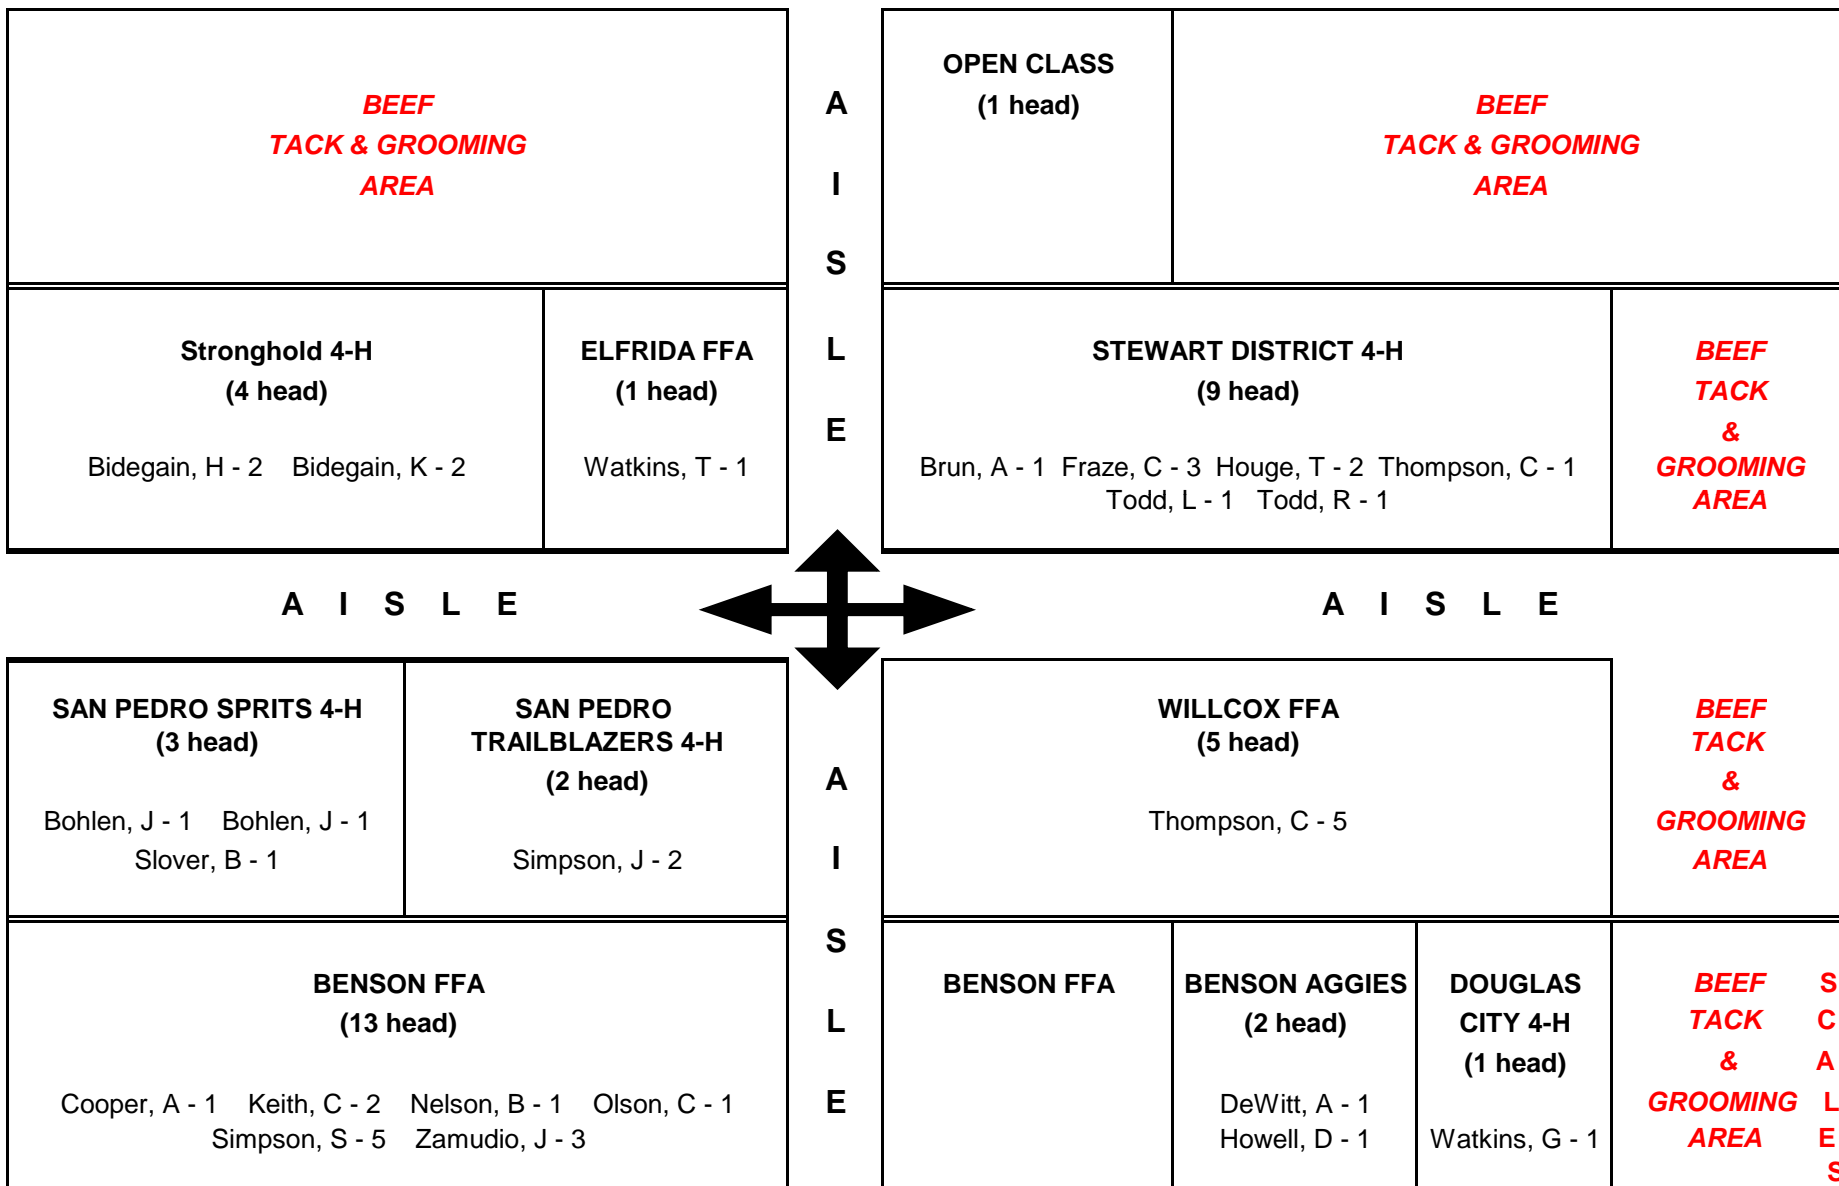 BEEF
TACK & GROOMING
AREA
A
I
S
L
E
OPEN CLASS
(1 head)
BEEF
TACK & GROOMING
AREA
Stronghold 4-H
(4 head)
Bidegain, H - 2 Bidegain, K - 2
ELFRIDA FFA
(1 head)
Watkins, T - 1
STEWART DISTRICT 4-H
(9 head)
Brun, A - 1 Fraze, C - 3 Houge, T - 2 Thompson, C - 1
Todd, L - 1 Todd, R - 1
BEEF
TACK
&
GROOMING
AREA
A I S L E
A I S L E
SAN PEDRO SPRITS 4-H
(3 head)
Bohlen, J - 1 Bohlen, J - 1
Slover, B - 1
SAN PEDRO
TRAILBLAZERS 4-H
(2 head)
Simpson, J - 2
A
I
S
L
E
WILLCOX FFA
(5 head)
Thompson, C - 5
BEEF
TACK
&
GROOMING
AREA
BENSON FFA
(13 head)
Cooper, A - 1 Keith, C - 2 Nelson, B - 1 Olson, C - 1
Simpson, S - 5 Zamudio, J - 3
BENSON FFA
BENSON AGGIES
(2 head)
DeWitt, A - 1
Howell, D - 1
DOUGLAS
CITY 4-H
(1 head)
Watkins, G - 1
BEEF
TACK
&
GROOMING
AREA
S
C
A
L
E
S